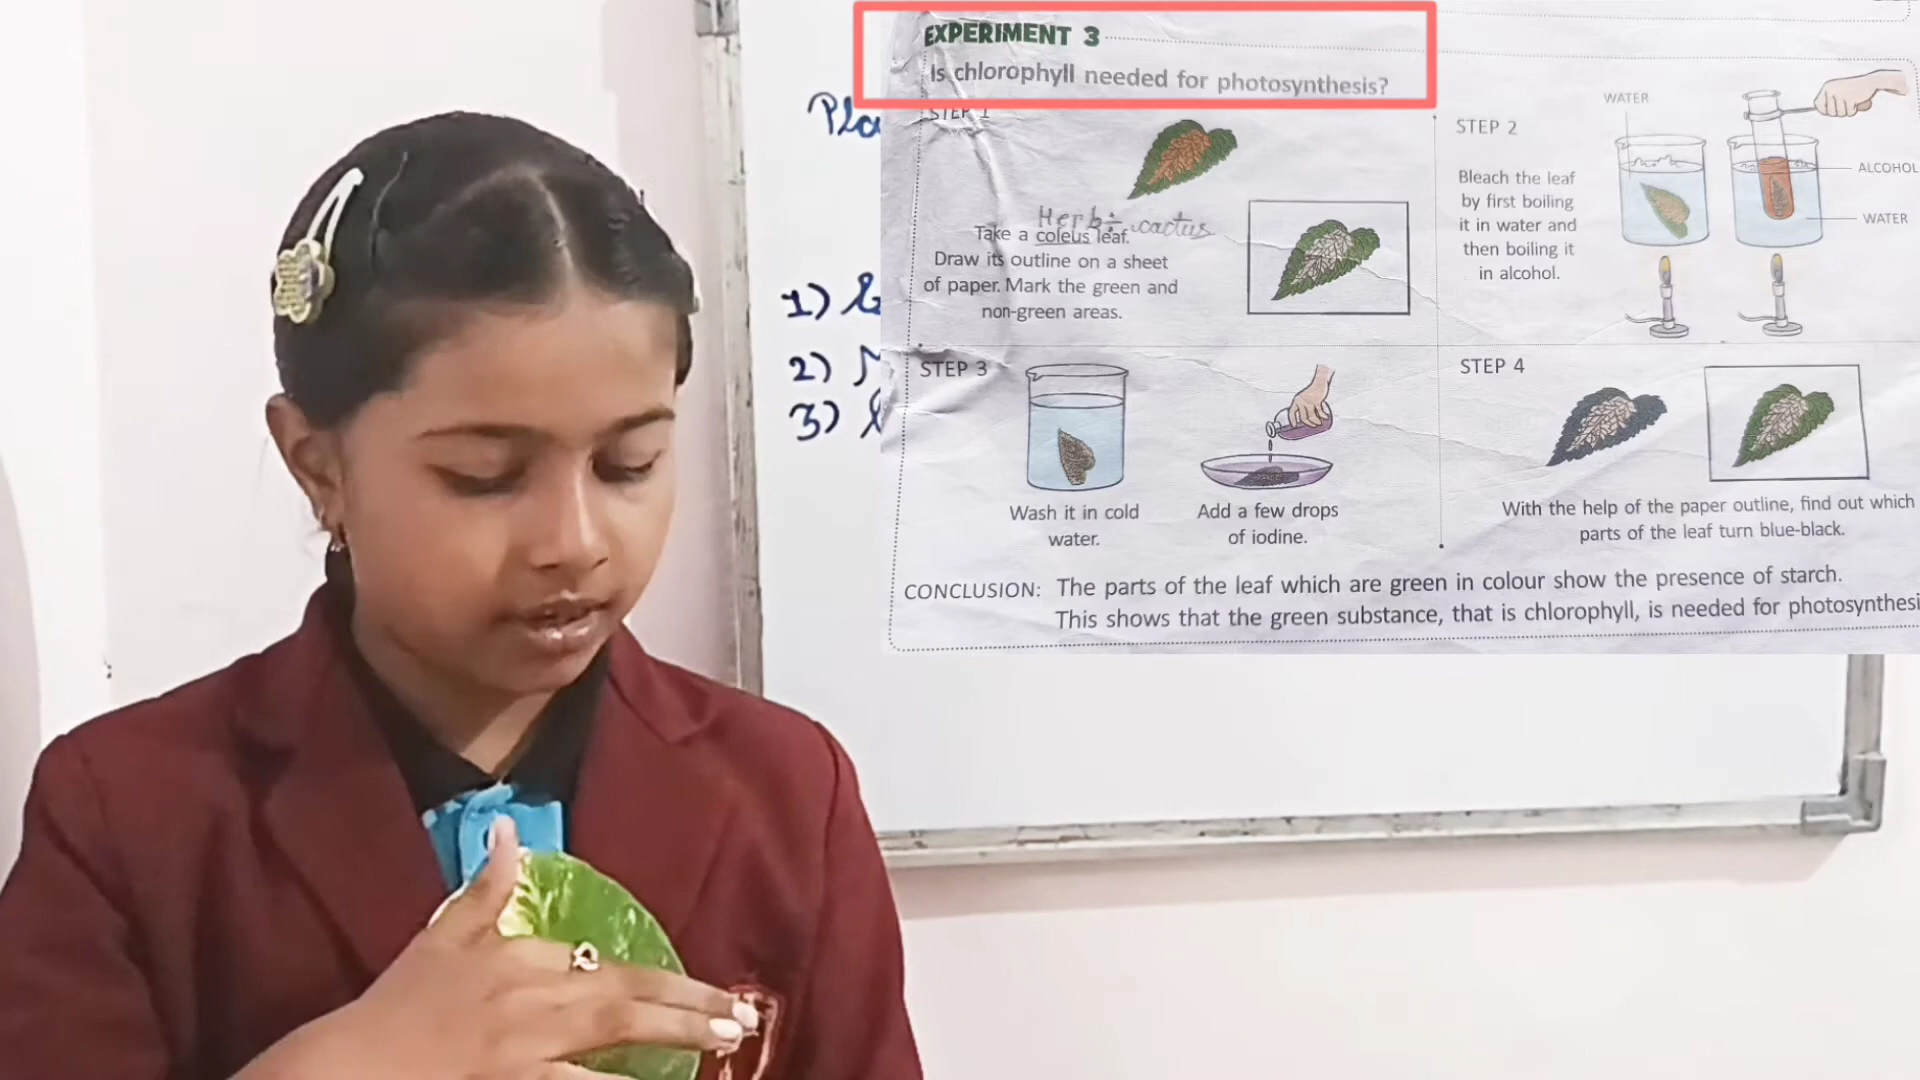 EXPERIMENT 3
Is chlorophyll needed for photosynthesis?
STEP 1
Herb÷ cactus
Take a coleus leaf.
Draw its outline on a sheet
of paper. Mark the green and
non-green areas.
STEP 2
Bleach the leaf
by first boiling
it in water and
then boiling it
in alcohol.
WATER
ALCOHOL
WATER
STEP 3
Wash it in cold
water.
Add a few drops
of iodine.
STEP 4
With the help of the paper outline, find out which
parts of the leaf turn blue-black.
CONCLUSION: The parts of the leaf which are green in colour show the presence of starch.
This shows that the green substance, that is chlorophyll, is needed for photosynthesi
1)
2)
3)